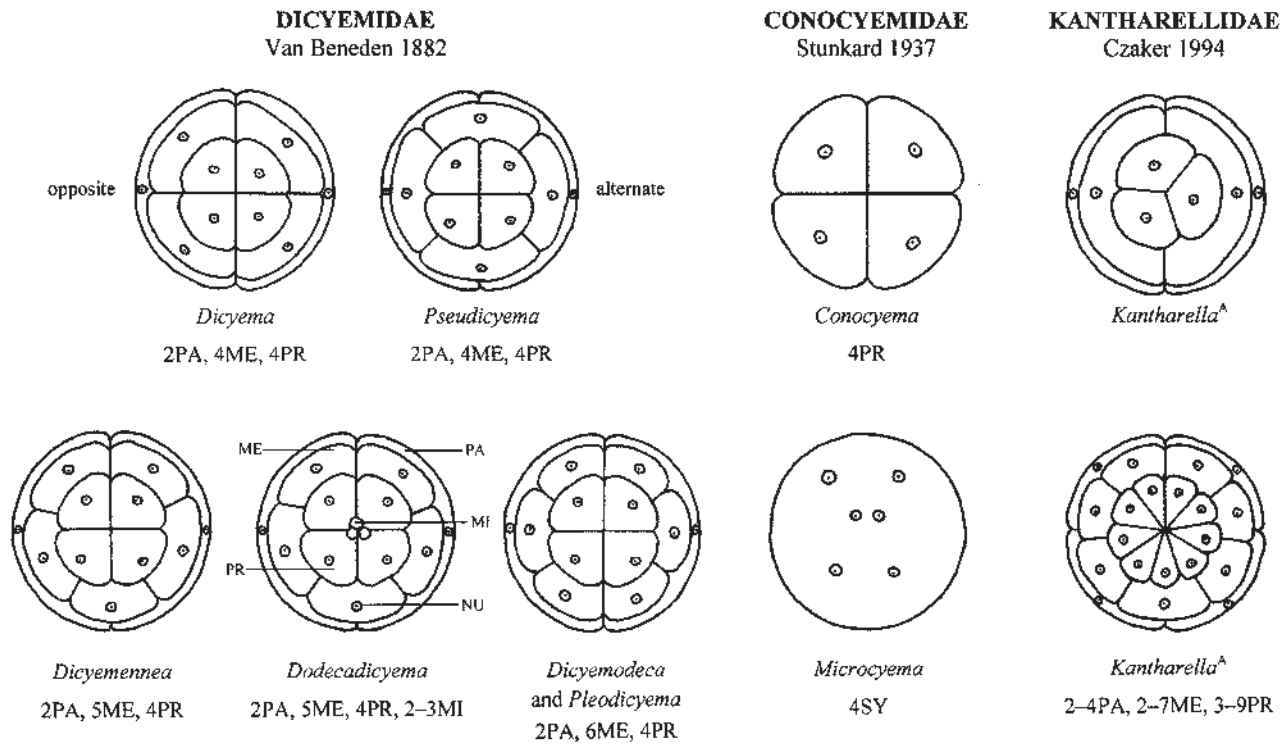 DICYEMIDAE
Van Beneden 1882
CONOCYEMIDAE
Stunkard 1937
KANTHARELLIDAE
Czaker 1994
opposite
alternate
Dicyema
2PA, 4ME, 4PR
Pseudicyema
2PA, 4ME, 4PR
Conocyema
4PR
Kantharellaᴬ
ME
PA
MI
PR
NU
Dicyemennea
2PA, 5ME, 4PR
Dodecadicyema
2PA, 5ME, 4PR, 2–3MI
Dicyemodeca
and Pleodicyema
2PA, 6ME, 4PR
Microcyema
4SY
Kantharellaᴬ
2–4PA, 2–7ME, 3–9PR